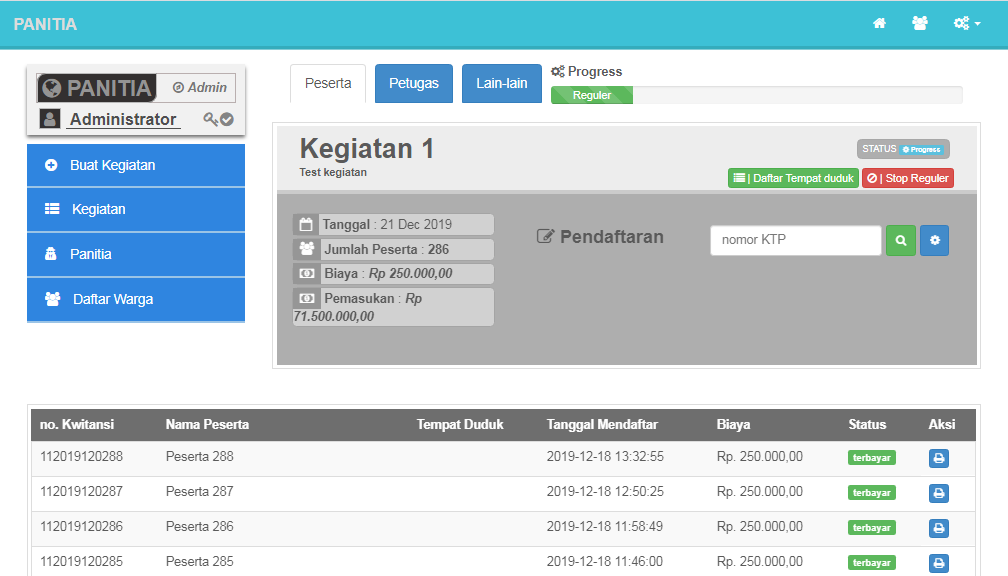 PANITIA
PANITIA
Admin
Administrator
Buat Kegiatan
Kegiatan
Panitia
Daftar Warga
Peserta
Petugas
Lain-lain
Progress
Reguler
Kegiatan 1
Test kegiatan
STATUS Progress
| Daftar Tempat duduk
| Stop Reguler
Tanggal : 21 Dec 2019
Jumlah Peserta : 286
Biaya : Rp 250.000,00
Pemasukan : Rp
71.500.000,00
Pendaftaran
nomor KTP
no. Kwitansi Nama Peserta Tempat Duduk Tanggal Mendaftar Biaya Status Aksi
112019120288 Peserta 288 2019-12-18 13:32:55 Rp. 250.000,00 terbayar
112019120287 Peserta 287 2019-12-18 12:50:25 Rp. 250.000,00 terbayar
112019120286 Peserta 286 2019-12-18 11:58:49 Rp. 250.000,00 terbayar
112019120285 Peserta 285 2019-12-18 11:46:00 Rp. 250.000,00 terbayar